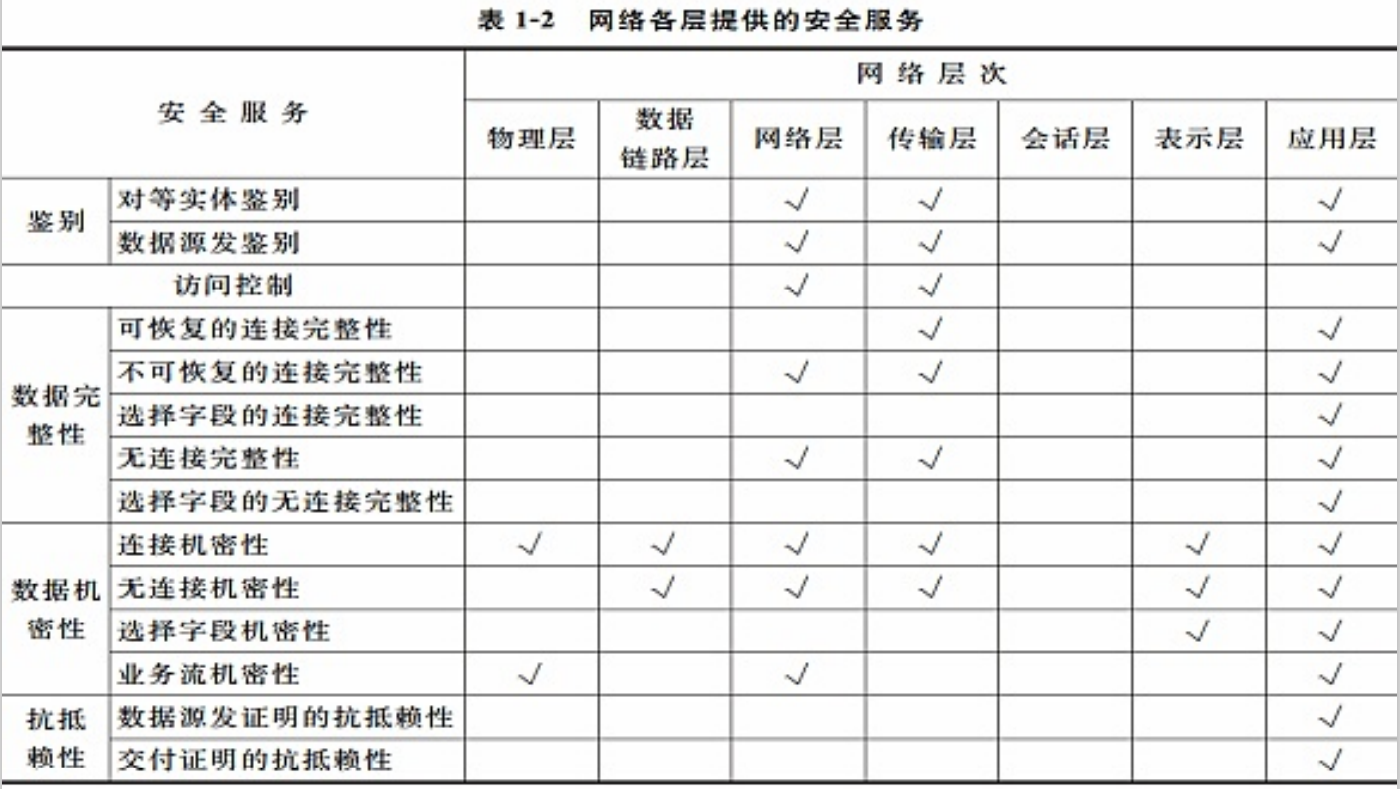 表 1-2 网络各层提供的安全服务
安全服务
网络层次
物理层 数据链路层 网络层 传输层 会话层 表示层 应用层
鉴别
对等实体鉴别 √ √ √
数据源发鉴别 √ √ √
访问控制 √ √
数据完整性
可恢复的连接完整性 √ √
不可恢复的连接完整性 √ √ √
选择字段的连接完整性 √
无连接完整性 √ √ √
选择字段的无连接完整性 √
数据机密性
连接机密性 √ √ √ √ √ √
无连接机密性 √ √ √ √ √
选择字段机密性 √ √
业务流机密性 √ √ √
抗抵赖性
数据源发证明的抗抵赖性 √
交付证明的抗抵赖性 √